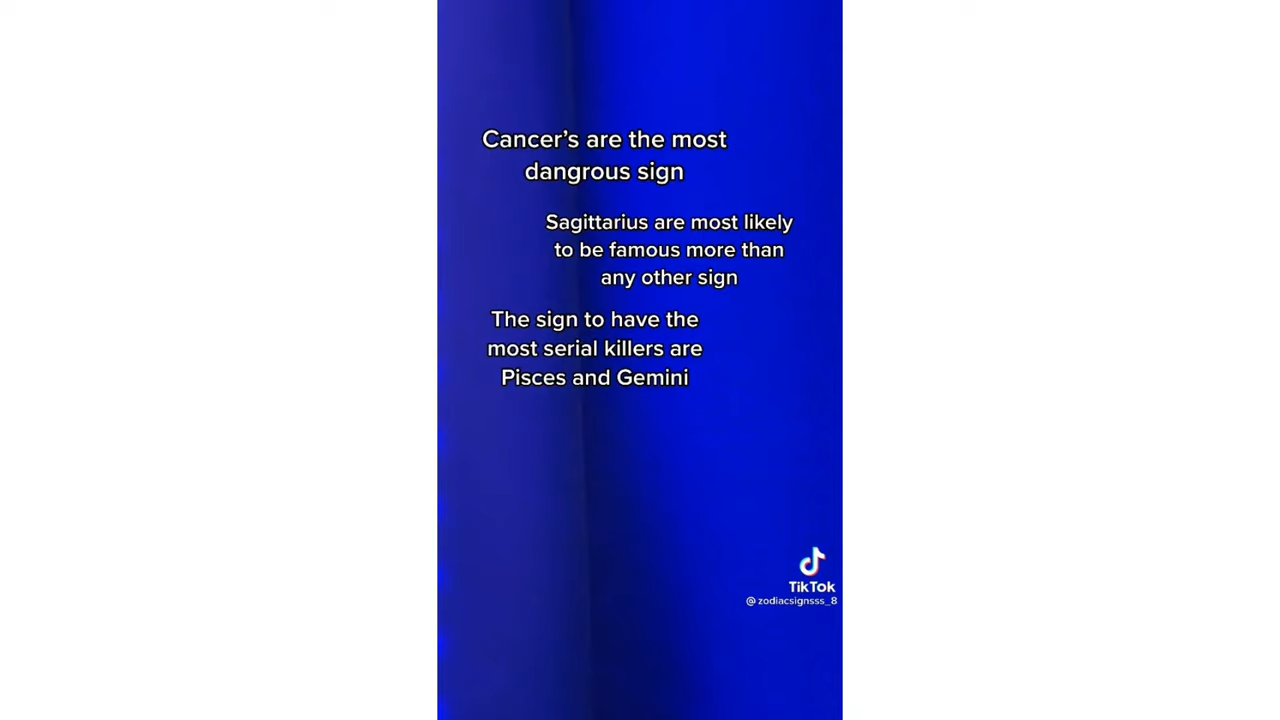 Cancer’s are the most
dangrous sign
Sagittarius are most likely
to be famous more than
any other sign
The sign to have the
most serial killers are
Pisces and Gemini
TikTok
@zodiacsignsss_8